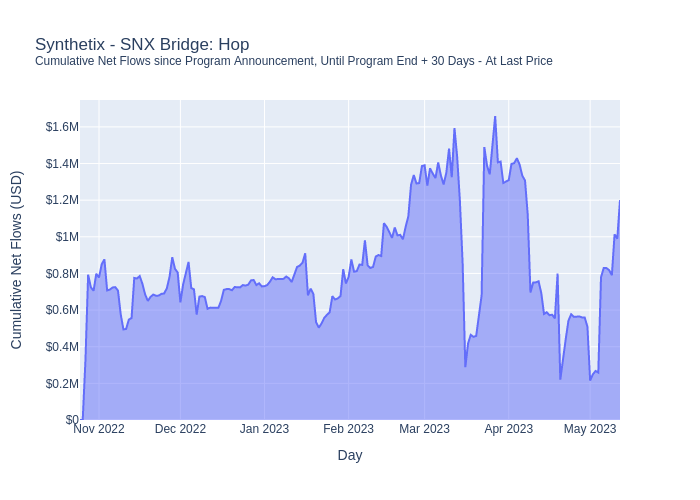 Synthetix - SNX Bridge: Hop
Cumulative Net Flows since Program Announcement, Until Program End + 30 Days - At Last Price
$1.6M
$1.4M
$1.2M
$1M
$0.8M
$0.6M
$0.4M
$0.2M
$0
Cumulative Net Flows (USD)
Nov 2022 Dec 2022 Jan 2023 Feb 2023 Mar 2023 Apr 2023 May 2023
Day